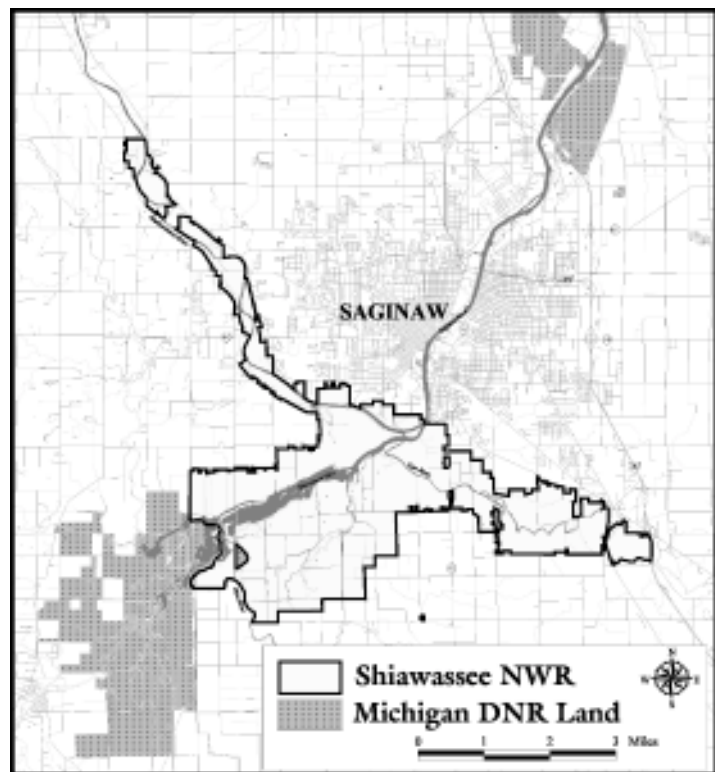 SAGINAW
N
W E
S
Shiawassee NWR
Michigan DNR Land
0 1 2 3 Miles